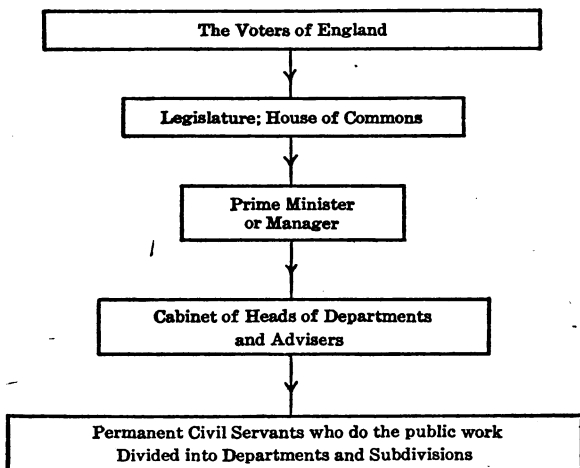 The Voters of England
Legislature; House of Commons
Prime Minister
or Manager
Cabinet of Heads of Departments
and Advisers
Permanent Civil Servants who do the public work
Divided into Departments and Subdivisions